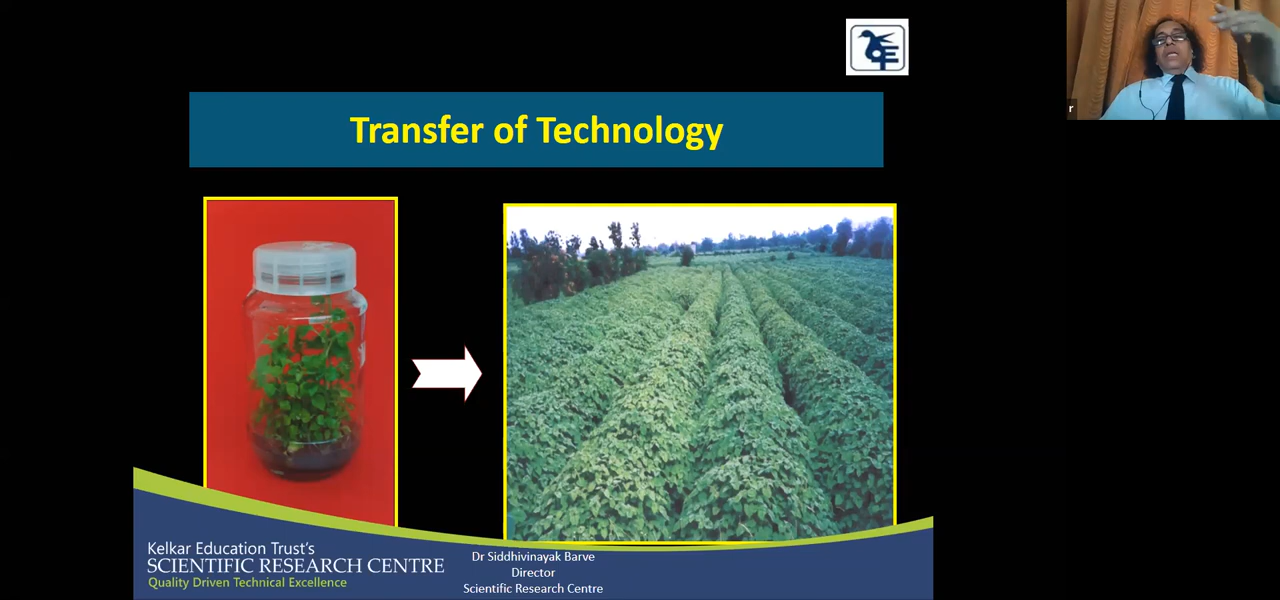 Transfer of Technology
r
Kelkar Education Trust's
SCIENTIFIC RESEARCH CENTRE
Quality Driven Technical Excellence
Dr Siddhivinayak Barve
Director
Scientific Research Centre